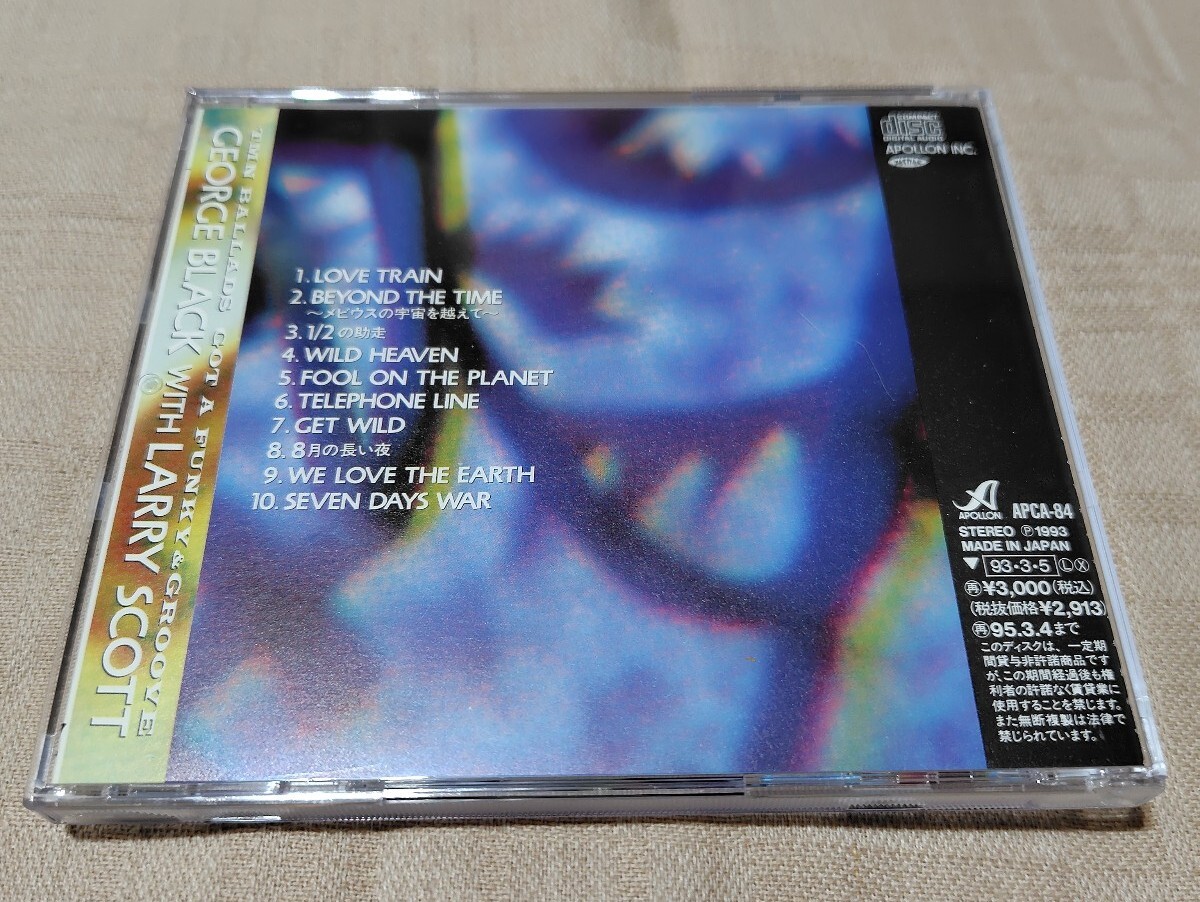 TMN BALLADS GOT A FUNKY & GROOVE!
GEORGE BLACK WITH LARRY SCOTT
1. LOVE TRAIN
2. BEYOND THE TIME
〜メビウスの宇宙を越えて〜
3. 1/2の助走
4. WILD HEAVEN
5. FOOL ON THE PLANET
6. TELEPHONE LINE
7. GET WILD
8. 8月の長い夜
9. WE LOVE THE EARTH
10. SEVEN DAYS WAR
COMPACT
disc
DIGITAL AUDIO
APOLLON INC.
APOLLON APCA-84
STEREO Ⓟ1993
MADE IN JAPAN
▼ 93・3・5 ⓁⓍ
㊞¥3,000(税込)
(税抜価格¥2,913)
95.3.4まで
このディスクは、一定期
間貸与非許諾商品です
が、この期間経過後も権
利者の許諾なく賃貸業に
使用することを禁じます。
また無断複製は法律で
禁じられています。